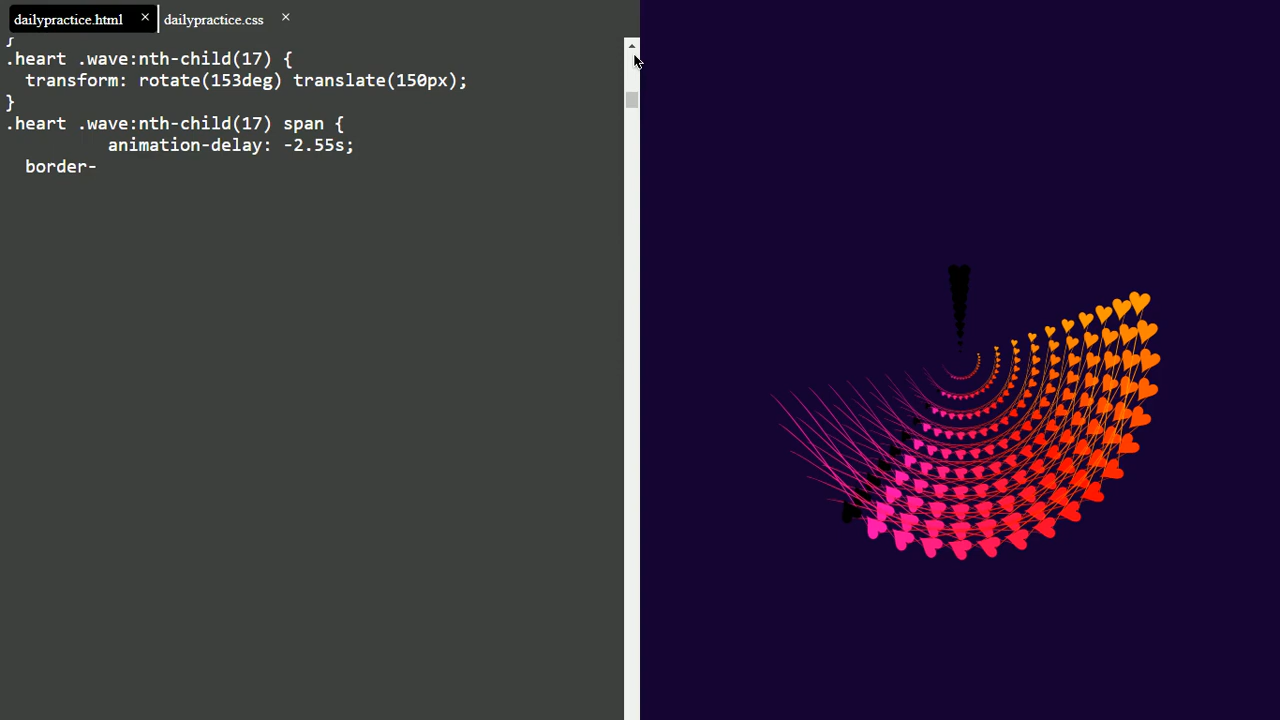 dailypractice.html × dailypractice.css ×
}
.heart .wave:nth-child(17) {
transform: rotate(153deg) translate(150px);
}
.heart .wave:nth-child(17) span {
animation-delay: -2.55s;
border-